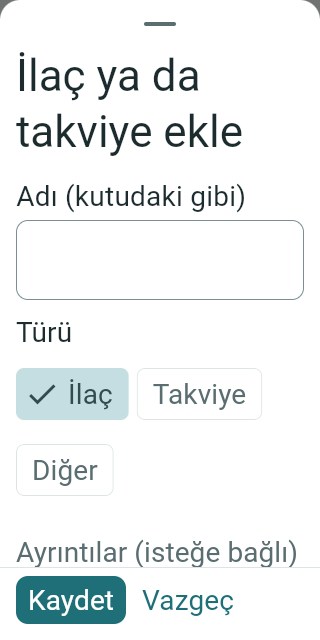 İlaç ya da
takviye ekle
Adı (kutudaki gibi)
Türü
İlaç
Takviye
Diğer
Ayrıntılar (isteğe bağlı)
Kaydet
Vazgeç